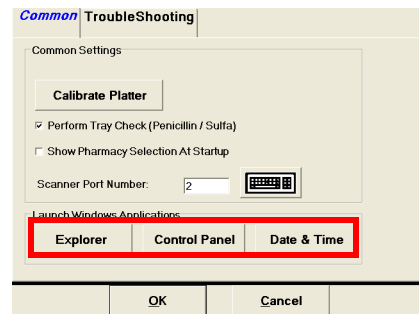 Common TroubleShooting
Common Settings
Calibrate Platter
Perform Tray Check (Penicillin / Sulfa)
Show Pharmacy Selection At Startup
Scanner Port Number: 2
Launch Windows Applications
Explorer Control Panel Date & Time
OK Cancel